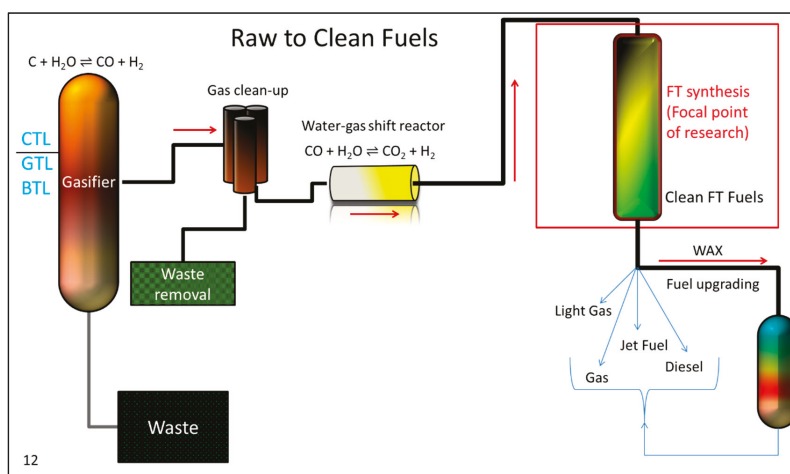 Raw to Clean Fuels
C + H₂O ⇌ CO + H₂
CTL
GTL
BTL
Gasifier
Gas clean-up
Waste
removal
Waste
Water-gas shift reactor
CO + H₂O ⇌ CO₂ + H₂
FT synthesis
(Focal point
of research)
Clean FT Fuels
WAX
Fuel upgrading
Light Gas
Jet Fuel
Gas
Diesel
12